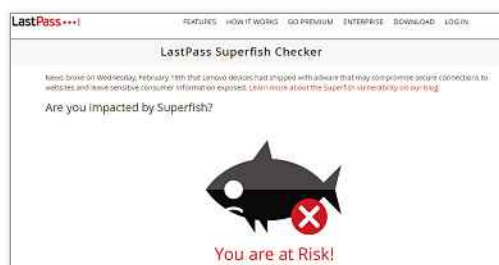 LastPass •••|
FEATURES HOW IT WORKS GO PREMIUM ENTERPRISE DOWNLOAD LOG IN
LastPass Superfish Checker
News broke on Wednesday, February 18th that Lenovo devices had shipped with adware that may compromise secure connections to
websites and leave sensitive consumer information exposed. Learn more about the Superfish vulnerability on our blog.
Are you impacted by Superfish?
You are at Risk!